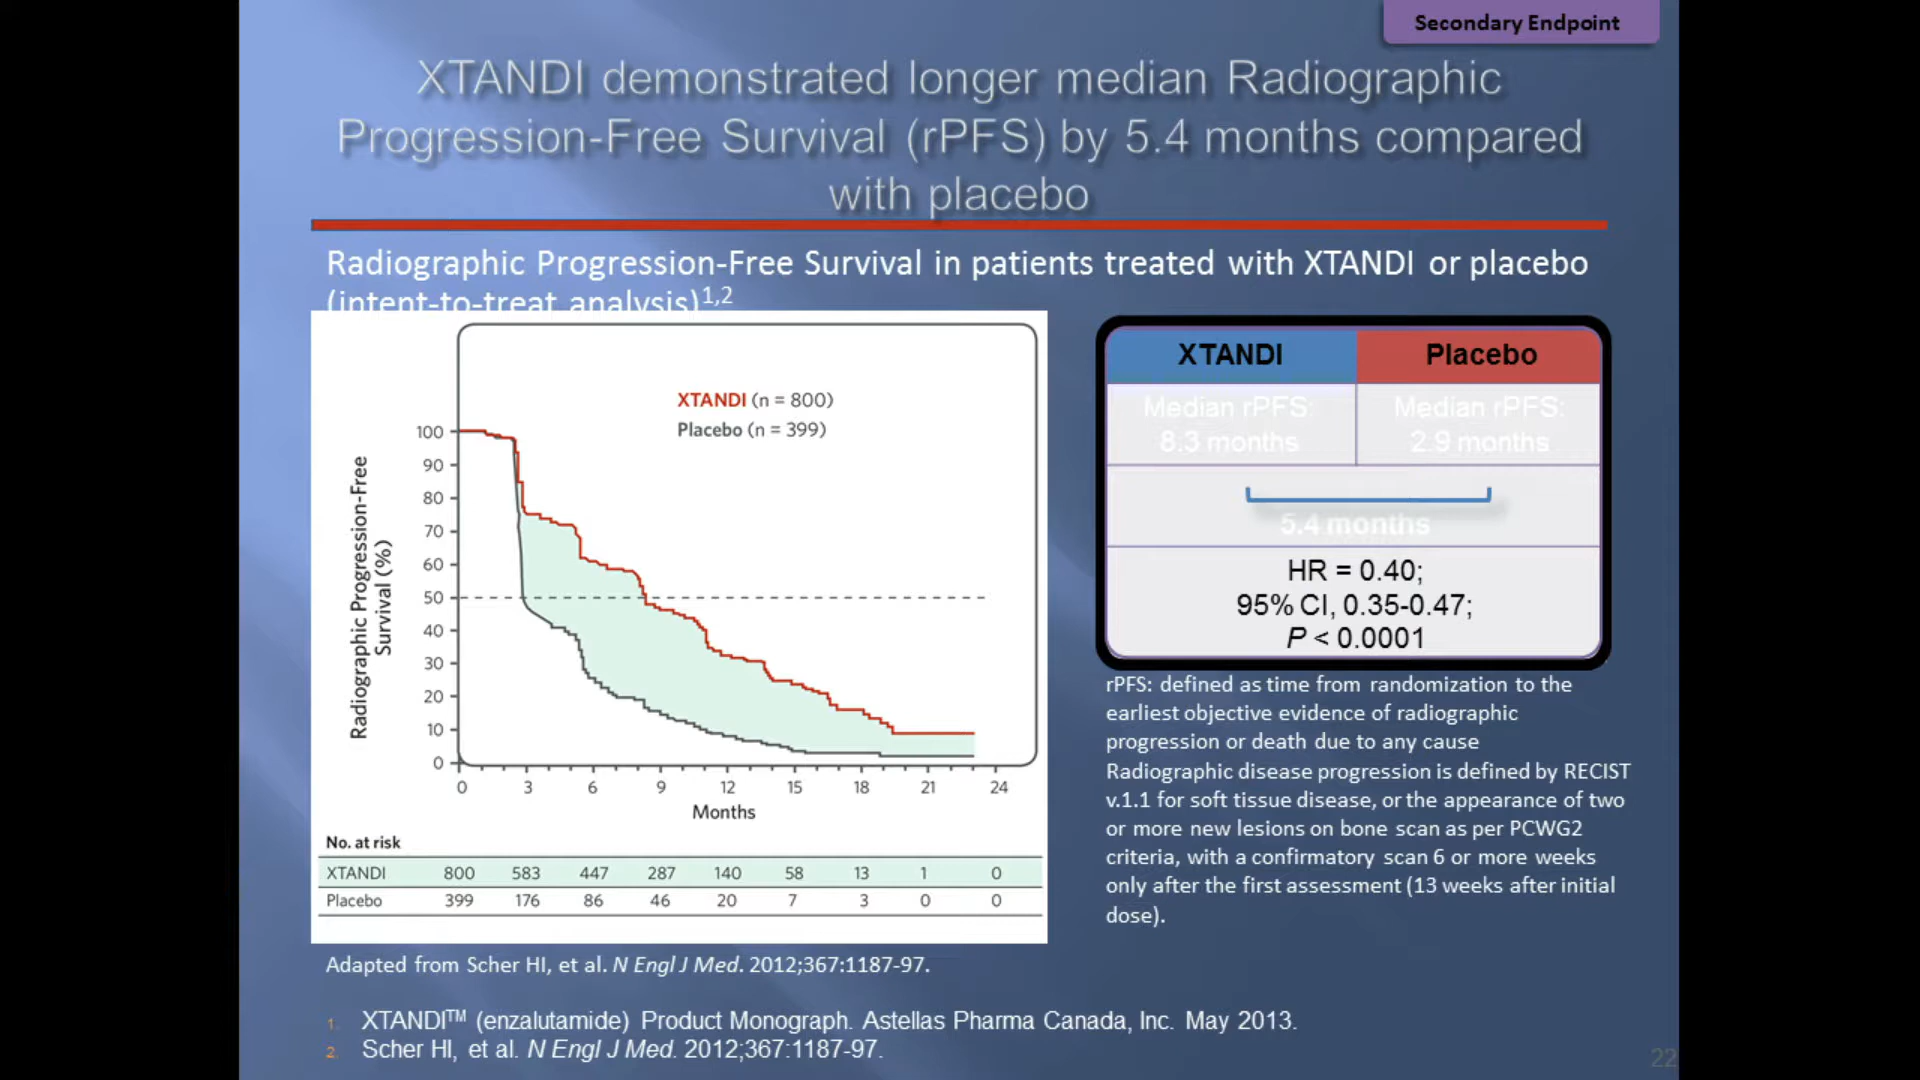 Secondary Endpoint
XTANDI demonstrated longer median Radiographic
Progression-Free Survival (rPFS) by 5.4 months compared
with placebo
Radiographic Progression-Free Survival in patients treated with XTANDI or placebo
(intent-to-treat analysis)1,2
XTANDI (n = 800)
Placebo (n = 399)
Radiographic Progression-Free
Survival (%)
100
90
80
70
60
50
40
30
20
10
0
0 3 6 9 12 15 18 21 24
Months
No. at risk
XTANDI 800 583 447 287 140 58 13 1 0
Placebo 399 176 86 46 20 7 3 0 0
XTANDI Placebo
Median rPFS: Median rPFS:
8.3 months 2.9 months
5.4 months
HR = 0.40;
95% CI, 0.35-0.47;
P < 0.0001
rPFS: defined as time from randomization to the
earliest objective evidence of radiographic
progression or death due to any cause
Radiographic disease progression is defined by RECIST
v.1.1 for soft tissue disease, or the appearance of two
or more new lesions on bone scan as per PCWG2
criteria, with a confirmatory scan 6 or more weeks
only after the first assessment (13 weeks after initial
dose).
Adapted from Scher HI, et al. N Engl J Med. 2012;367:1187-97.
1. XTANDI™ (enzalutamide) Product Monograph. Astellas Pharma Canada, Inc. May 2013.
2. Scher HI, et al. N Engl J Med. 2012;367:1187-97.
22